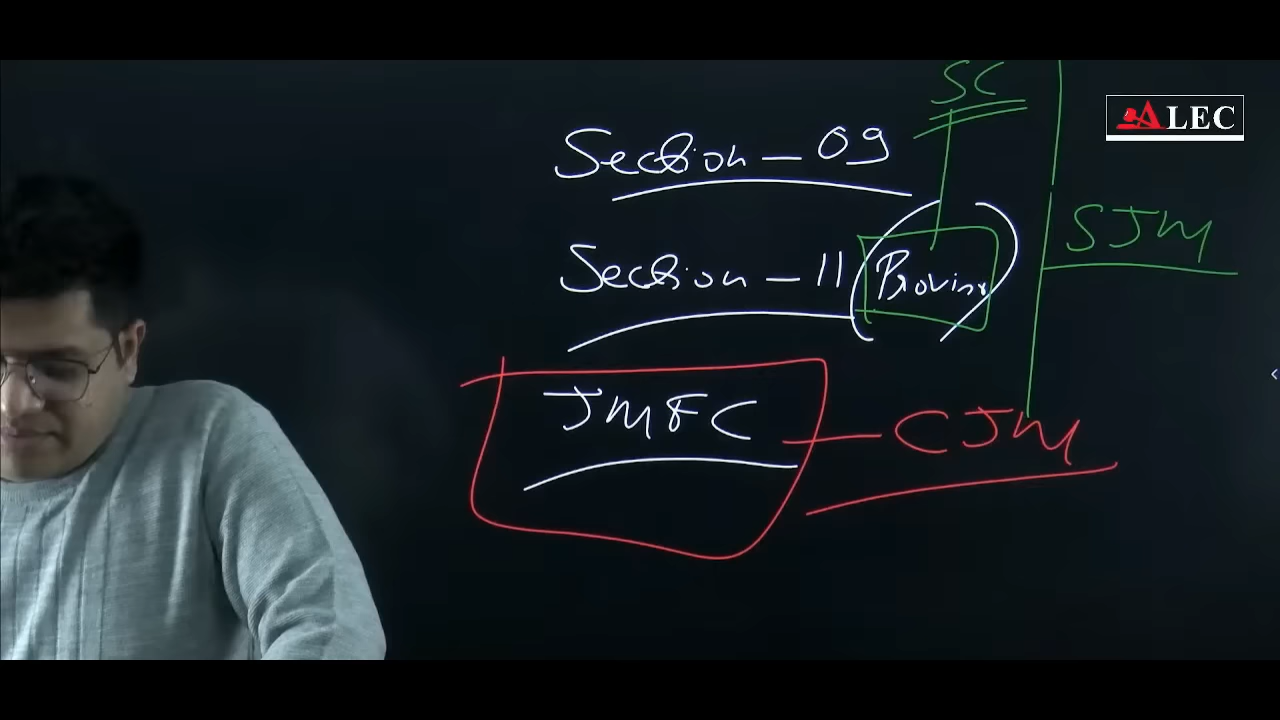 SC
ALEC
Section - 09
SJM
Section - 11 (Proviso)
JMFC - CJM